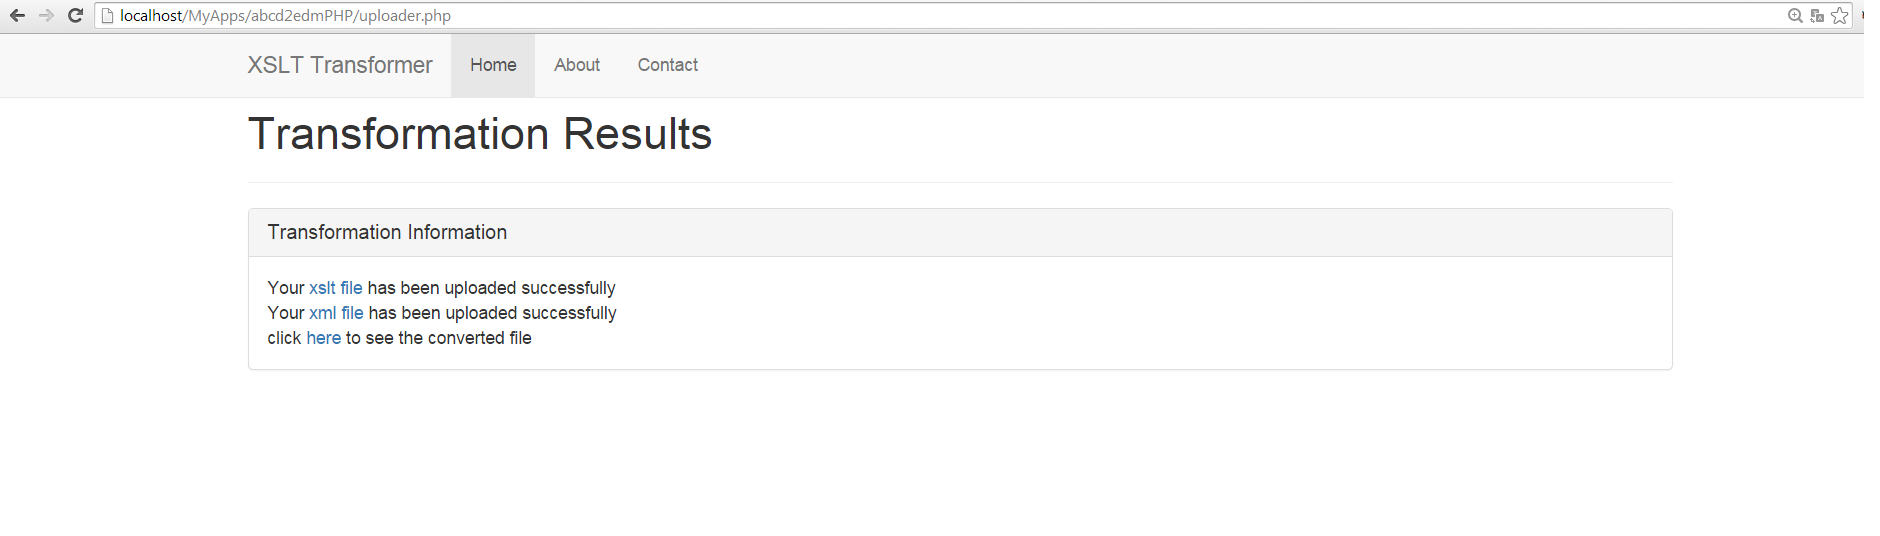 localhost/MyApps/abcd2edmPHP/uploader.php
XSLT Transformer Home About Contact
Transformation Results
Transformation Information
Your xslt file has been uploaded successfully
Your xml file has been uploaded successfully
click here to see the converted file